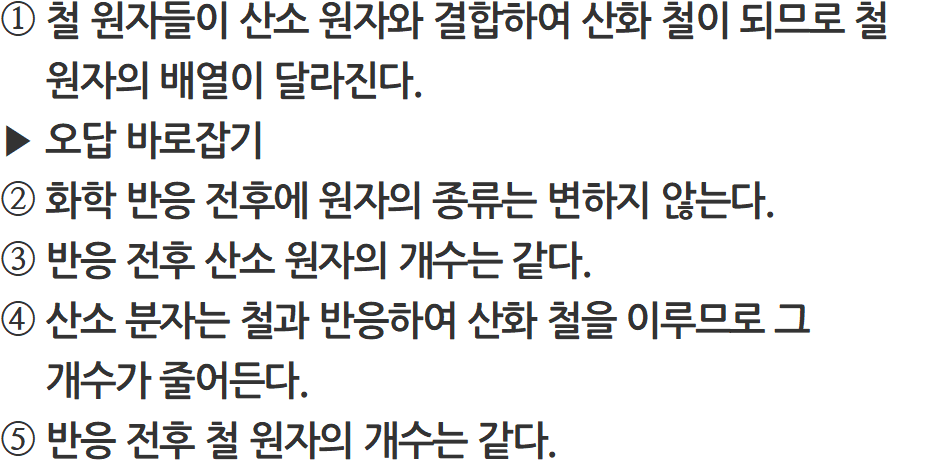 ① 철 원자들이 산소 원자와 결합하여 산화 철이 되므로 철
원자의 배열이 달라진다.
▶ 오답 바로잡기
② 화학 반응 전후에 원자의 종류는 변하지 않는다.
③ 반응 전후 산소 원자의 개수는 같다.
④ 산소 분자는 철과 반응하여 산화 철을 이루므로 그
개수가 줄어든다.
⑤ 반응 전후 철 원자의 개수는 같다.